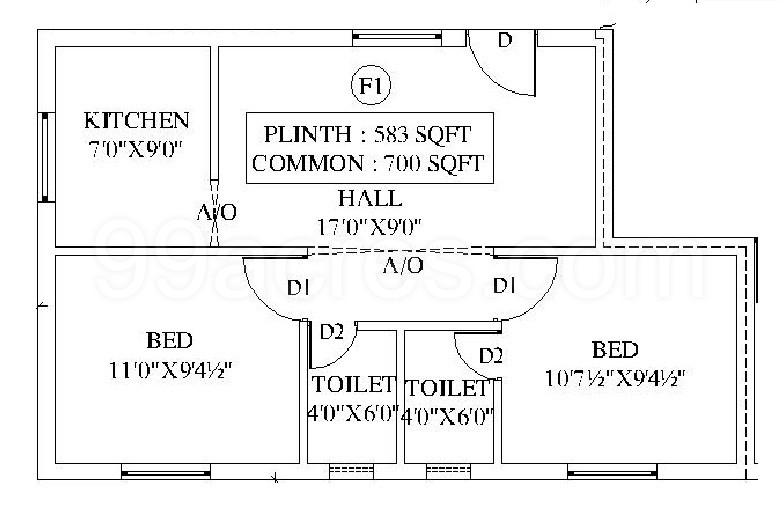 D
F1
KITCHEN
7'0"X9'0"
PLINTH : 583 SQFT
COMMON : 700 SQFT
HALL
17'0"X9'0"
A/O
99acres.com
A/O
D1
D1
D2
D2
BED
11'0"X9'4½"
BED
10'7½"X9'4½"
TOILET
4'0"X6'0"
TOILET
4'0"X6'0"